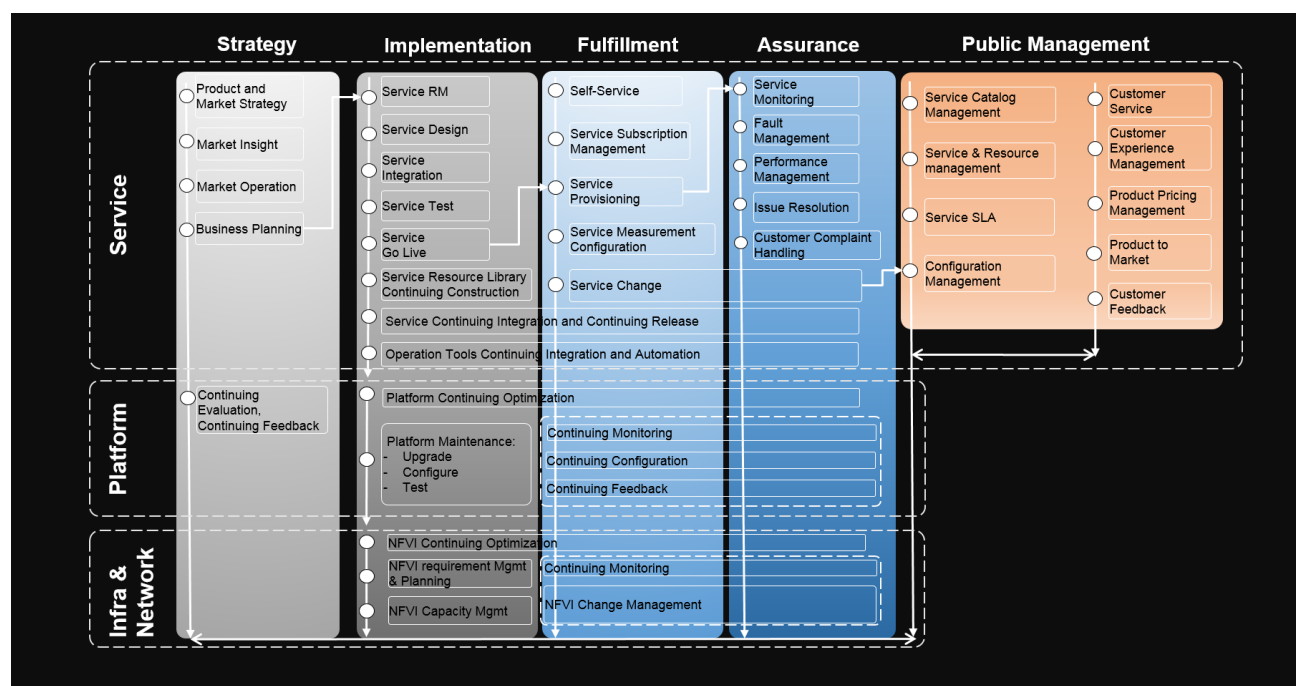 Strategy
Implementation
Fulfillment
Assurance
Public Management
Service
Product and
Market Strategy
Market Insight
Market Operation
Business Planning
Service RM
Service Design
Service
Integration
Service Test
Service
Go Live
Service Resource Library
Continuing Construction
Service Continuing Integration and Continuing Release
Operation Tools Continuing Integration and Automation
Self-Service
Service Subscription
Management
Service
Provisioning
Service Measurement
Configuration
Service Change
Service
Monitoring
Fault
Management
Performance
Management
Issue Resolution
Customer Complaint
Handling
Service Catalog
Management
Service & Resource
management
Service SLA
Configuration
Management
Customer
Service
Customer
Experience
Management
Product Pricing
Management
Product to
Market
Customer
Feedback
Platform
Continuing
Evaluation,
Continuing Feedback
Platform Continuing Optimization
Platform Maintenance:
- Upgrade
- Configure
- Test
Continuing Monitoring
Continuing Configuration
Continuing Feedback
Infra &
Network
NFVI Continuing Optimization
NFVI requirement Mgmt
& Planning
NFVI Capacity Mgmt
Continuing Monitoring
NFVI Change Management